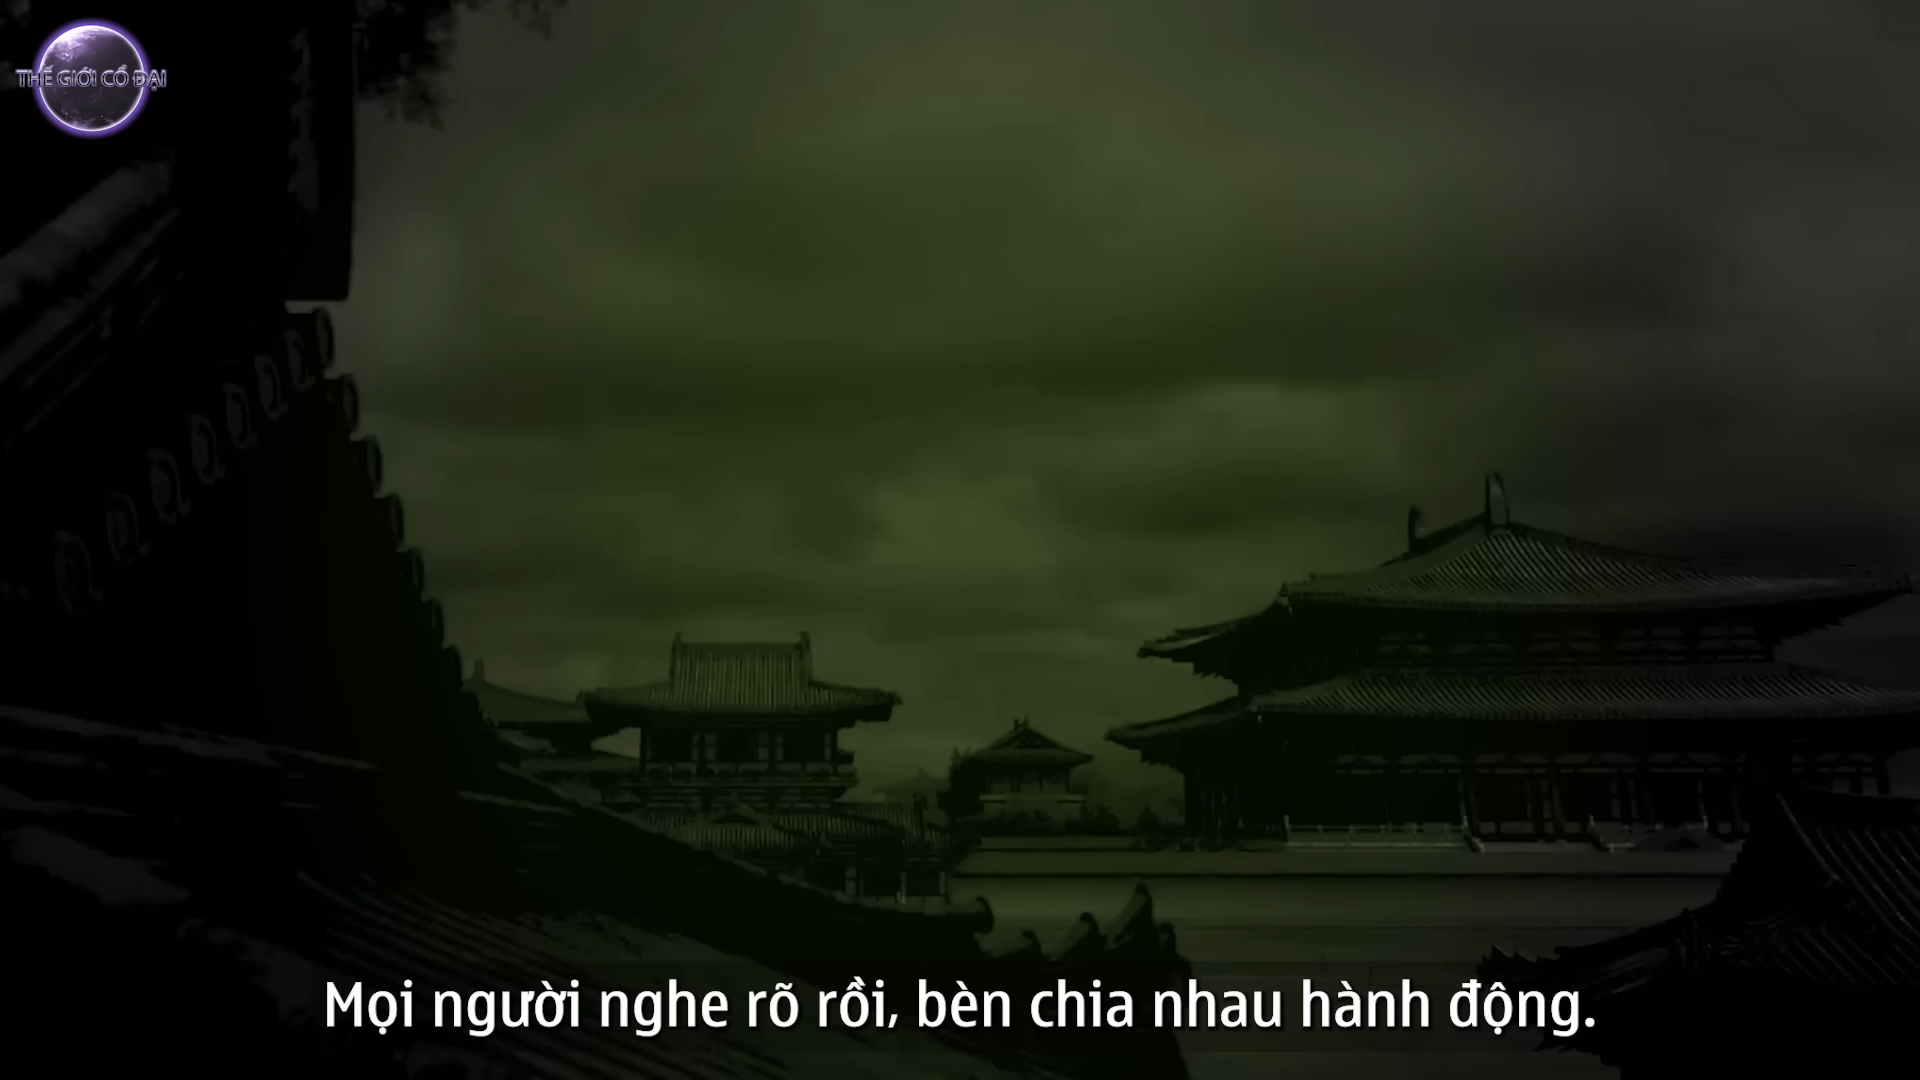 THẾ GIỚI CỔ ĐẠI
Mọi người nghe rõ rồi, bèn chia nhau hành động.